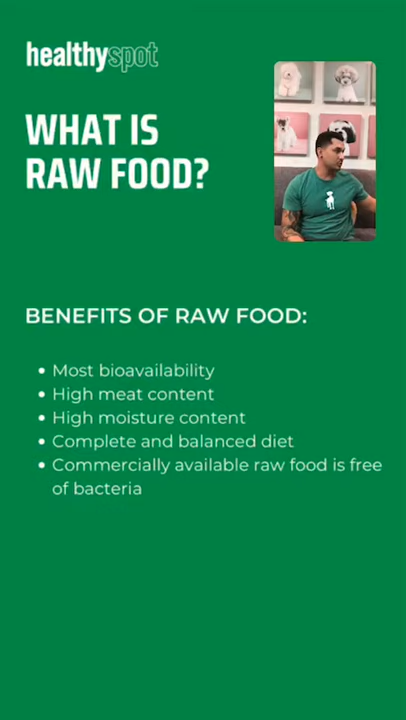 healthyspot
WHAT IS
RAW FOOD?
BENEFITS OF RAW FOOD:
• Most bioavailability
• High meat content
• High moisture content
• Complete and balanced diet
• Commercially available raw food is free
of bacteria